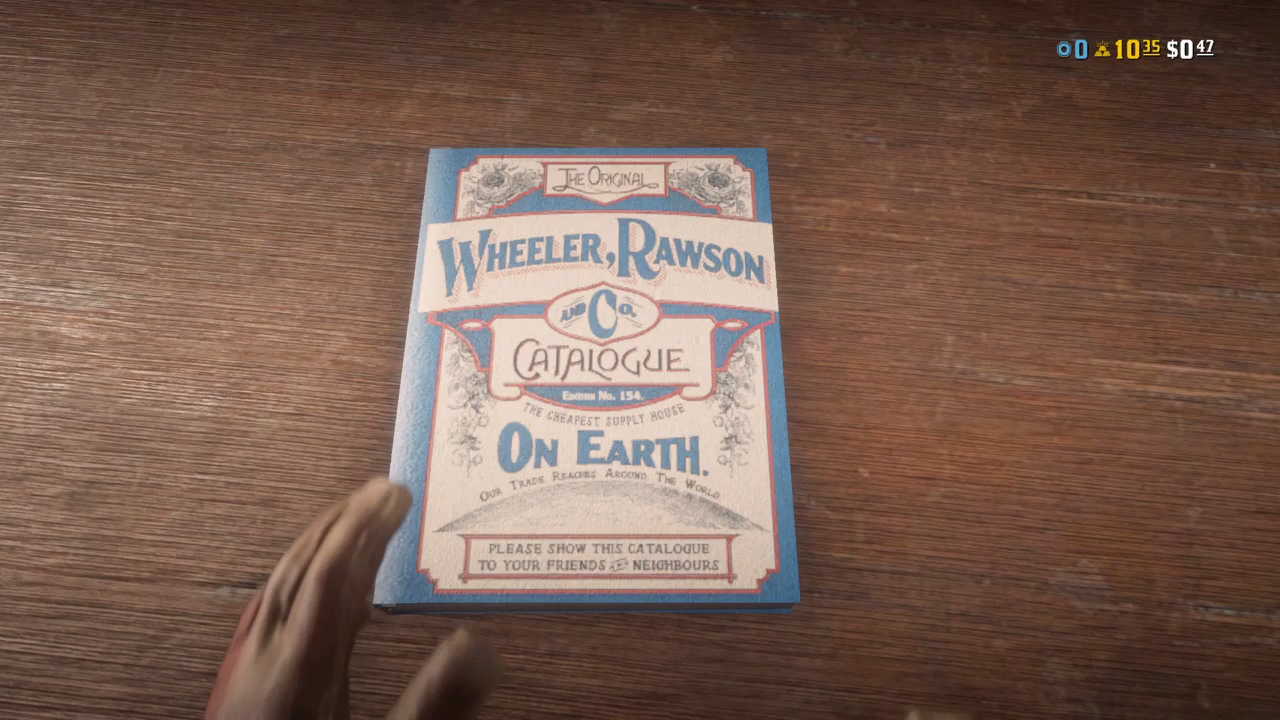 0 10 35 $0 47
The Original
Wheeler, Rawson
and Co.
Catalogue
Edition No. 154.
The Cheapest Supply House
On Earth.
Our Trade Reaches Around The World
PLEASE SHOW THIS CATALOGUE
TO YOUR FRIENDS and NEIGHBOURS